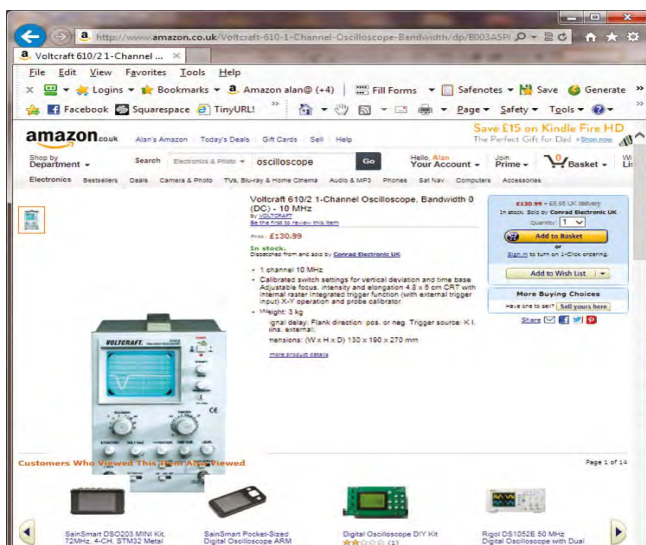 http://www.amazon.co.uk/Voltcraft-610-1-Channel-Oscilloscope-Bandwidth/dp/B003A5PI
Voltcraft 610/2 1-Channel ...
File Edit View Favorites Tools Help
Logins Bookmarks Amazon alan@ (+4) Fill Forms Safenotes Save Generate »
Facebook Squarespace TinyURL! » Page Safety Tools »
amazon.co.uk Alan's Amazon Today's Deals Gift Cards Sell Help
Save £15 on Kindle Fire HD
The Perfect Gift for Dad >Shop now
Shop by
Department
Search Electronics & Photo oscilloscope Go
Hello, Alan
Your Account
Join
Prime
0
Basket
Wi
Li
Electronics Bestsellers Deals Camera & Photo TVs, Blu-ray & Home Cinema Audio & MP3 Phones Sat Nav Computers Accessories
Voltcraft 610/2 1-Channel Oscilloscope, Bandwidth 0
(DC) - 10 MHz
by VOLTCRAFT
Be the first to review this item
Price: £130.99
In stock.
Dispatched from and sold by Conrad Electronic UK.
• 1 channel 10 MHz
• Calibrated switch settings for vertical deviation and time base
Adjustable focus, intensity and elongation 4.8 x 6 cm CRT with
internal raster integrated trigger function (with external trigger
input) X-Y operation and probe calibrator
• Weight: 3 kg
ignal delay: Flank direction: pos. or neg. Trigger source: K I.
ins. external.
mensions: (W x H x D) 130 x 190 x 270 mm
more product details
£130.99 + £6.95 UK delivery
In stock. Sold by Conrad Electronic UK
Quantity: 1
Add to Basket
or
Sign in to turn on 1-Click ordering.
Add to Wish List
More Buying Choices
Have one to sell? Sell yours here
Share
VOLTCRAFT
CE
Customers Who Viewed This Item Also Viewed
Page 1 of 14
SainSmart DSO203 MINI Kit,
72MHz, 4-CH, STM32 Metal
SainSmart Pocket-Sized
Digital Oscilloscope ARM
Digital Oscilloscope DIY Kit
(1)
Rigol DS1052E 50 MHz
Digital Oscilloscope with Dual